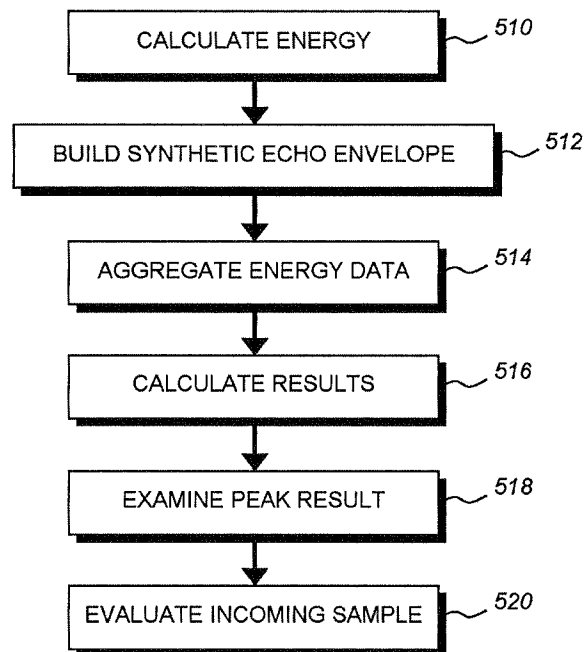 CALCULATE ENERGY
510
BUILD SYNTHETIC ECHO ENVELOPE
512
AGGREGATE ENERGY DATA
514
CALCULATE RESULTS
516
EXAMINE PEAK RESULT
518
EVALUATE INCOMING SAMPLE
520